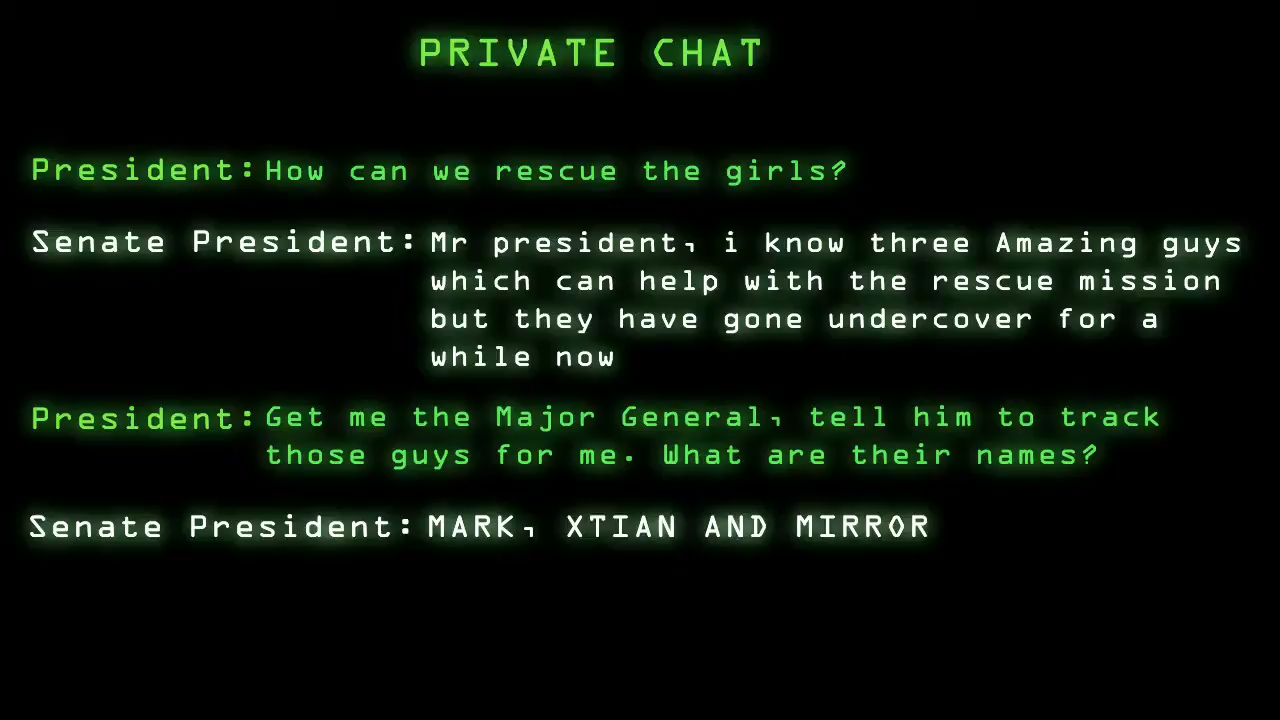 PRIVATE CHAT
President: How can we rescue the girls?
Senate President: Mr president, i know three Amazing guys
which can help with the rescue mission
but they have gone undercover for a
while now
President: Get me the Major General, tell him to track
those guys for me. What are their names?
Senate President: MARK, XTIAN AND MIRROR